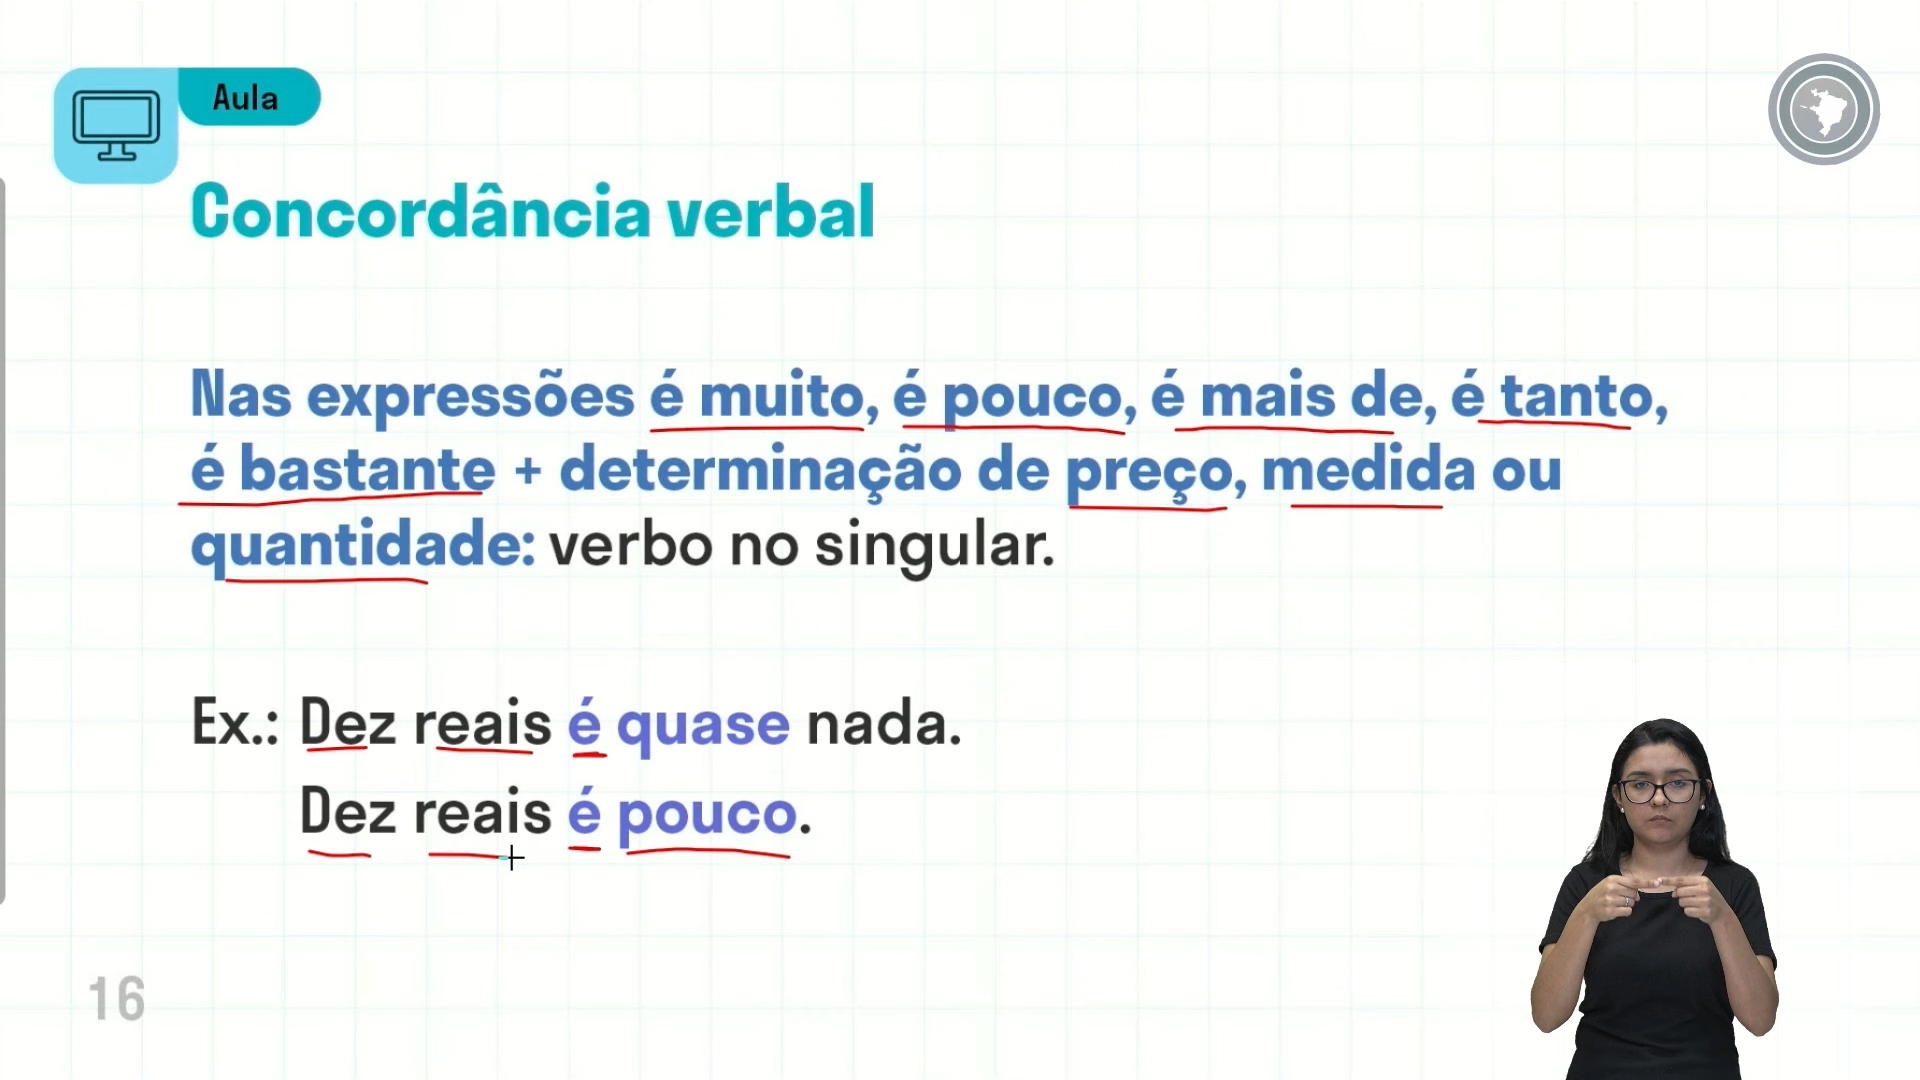 Aula
Concordância verbal
Nas expressões é muito, é pouco, é mais de, é tanto,
é bastante + determinação de preço, medida ou
quantidade: verbo no singular.
Ex.: Dez reais é quase nada.
Dez reais é pouco.
16